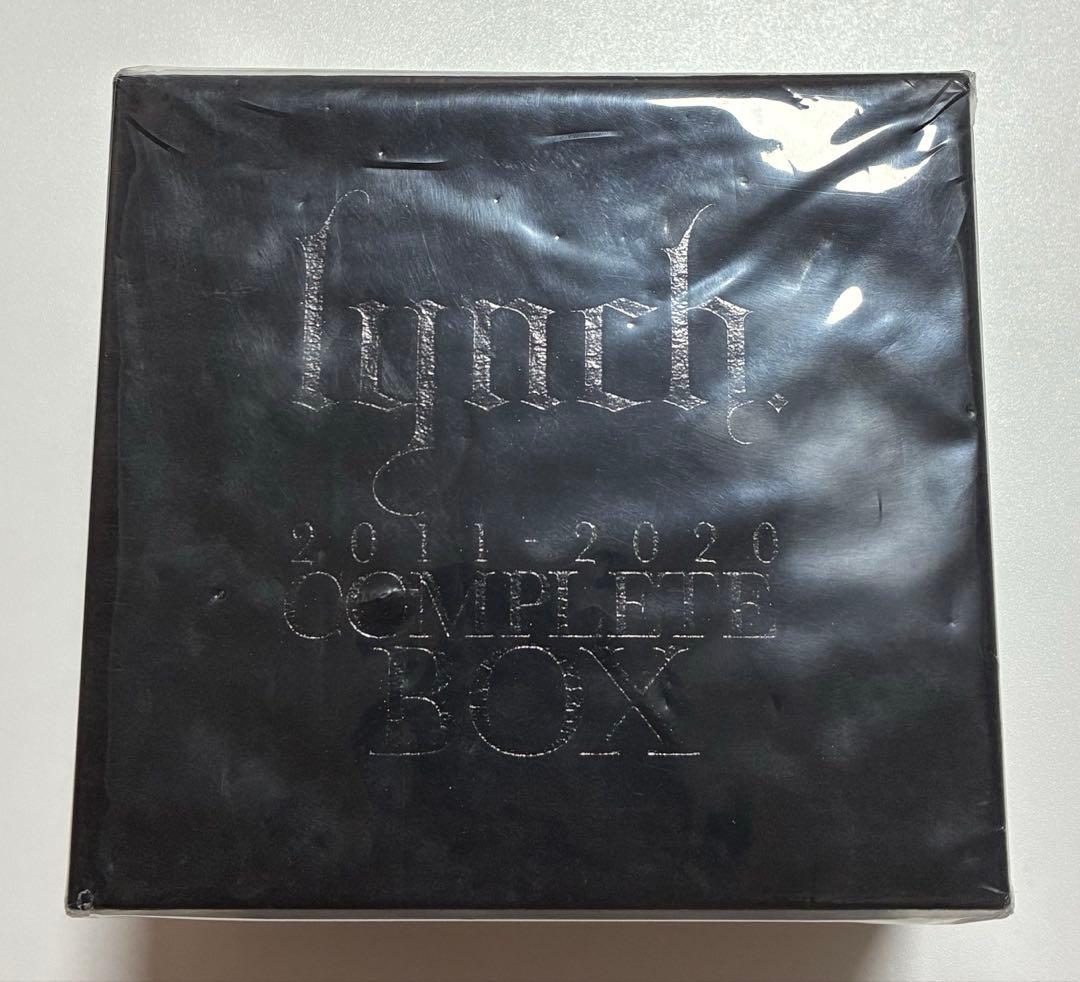 lynch.
2011-2020
COMPLETE
BOX